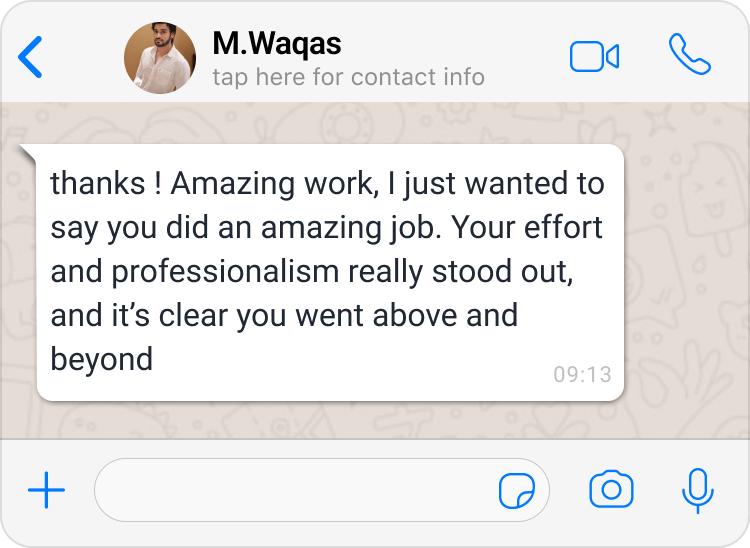 M.Waqas
tap here for contact info
thanks ! Amazing work, I just wanted to
say you did an amazing job. Your effort
and professionalism really stood out,
and it’s clear you went above and
beyond
09:13